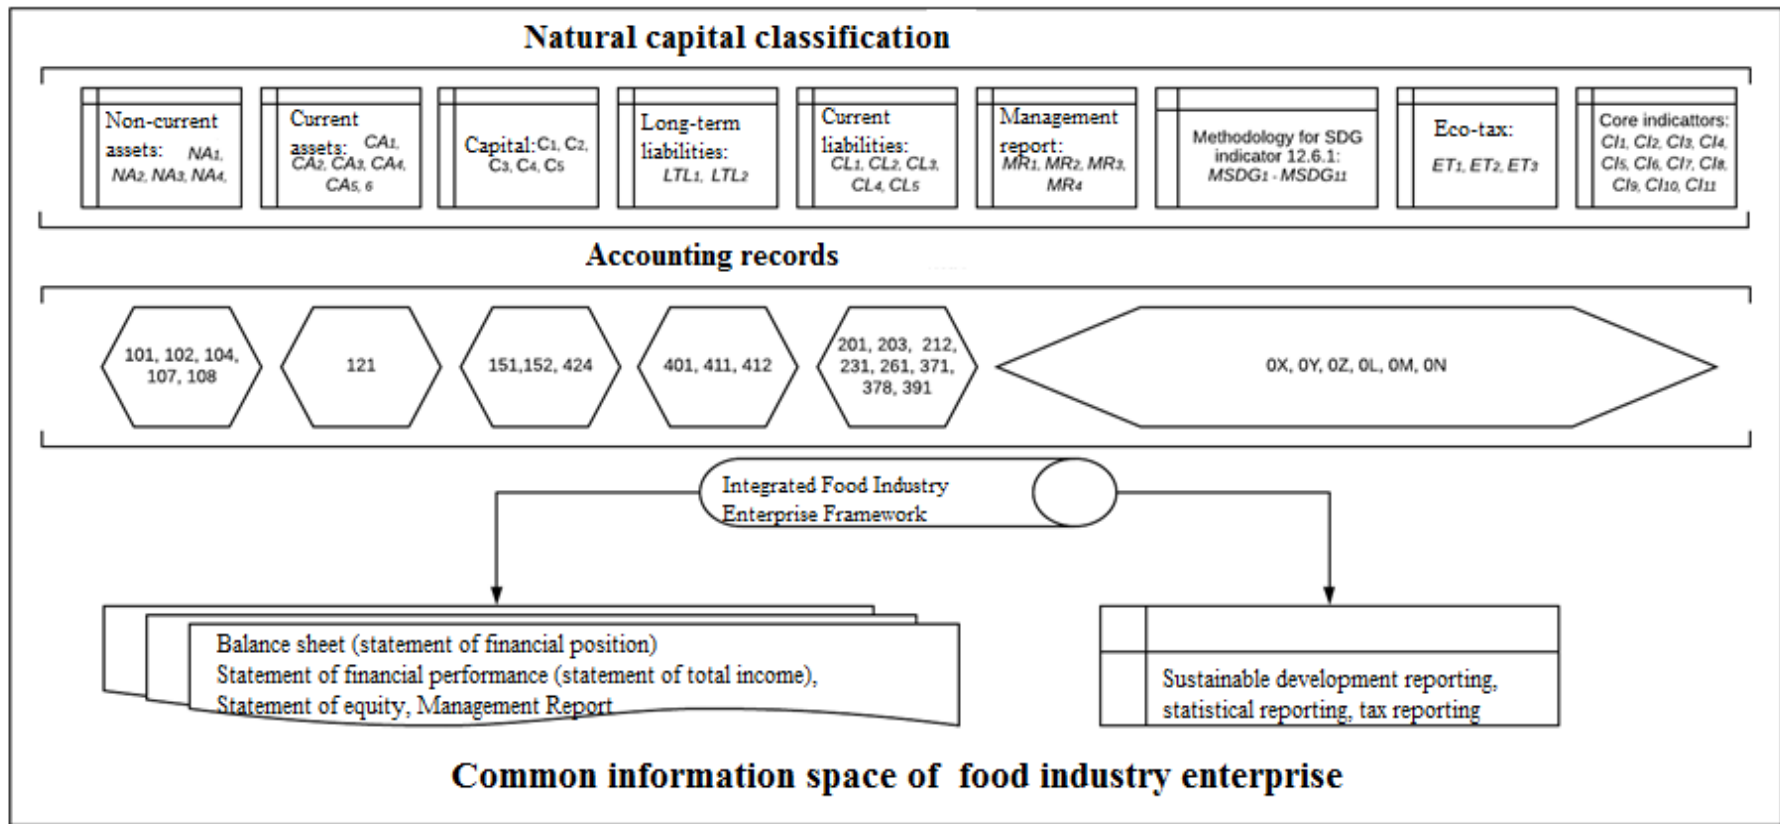 Natural capital classification
Non-current
assets: NA1,
NA2, NA3, NA4,
Current
assets: CA1,
CA2, CA3, CA4,
CA5, 6
Capital:C1, C2,
C3, C4, C5
Long-term
liabilities:
LTL1, LTL2
Current
liabilities:
CL1, CL2, CL3,
CL4, CL5
Management
report:
MR1, MR2, MR3,
MR4
Methodology for SDG
indicator 12.6.1:
MSDG1 - MSDG11
Eco-tax:
ET1, ET2, ET3
Core indicattors:
CI1, CI2, CI3, CI4,
CI5, CI6, CI7, CI8,
CI9, CI10, CI11
Accounting records
101, 102, 104,
107, 108
121
151,152, 424
401, 411, 412
201, 203, 212,
231, 261, 371,
378, 391
0X, 0Y, 0Z, 0L, 0M, 0N
Integrated Food Industry
Enterprise Framework
Balance sheet (statement of financial position)
Statement of financial performance (statement of total income),
Statement of equity, Management Report
Sustainable development reporting,
statistical reporting, tax reporting
Common information space of food industry enterprise